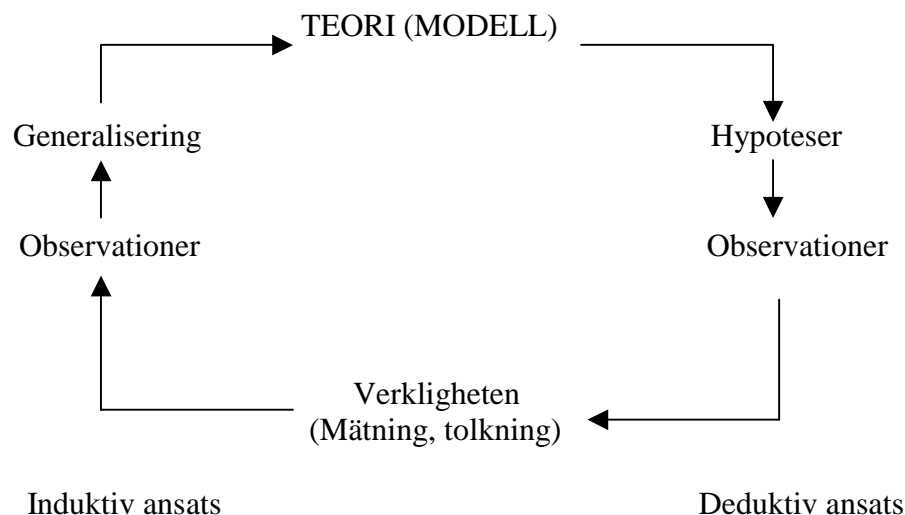 TEORI (MODELL)
Generalisering
Hypoteser
Observationer
Observationer
Verkligheten
(Mätning, tolkning)
Induktiv ansats
Deduktiv ansats